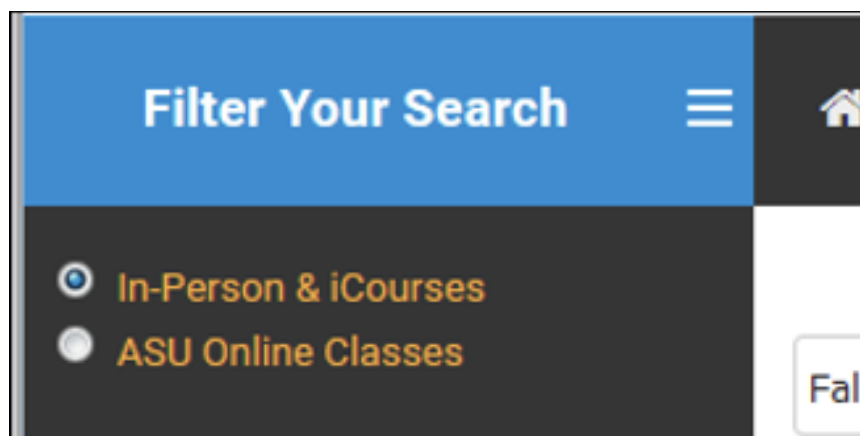 Filter Your Search
In-Person & iCourses
ASU Online Classes
Fal